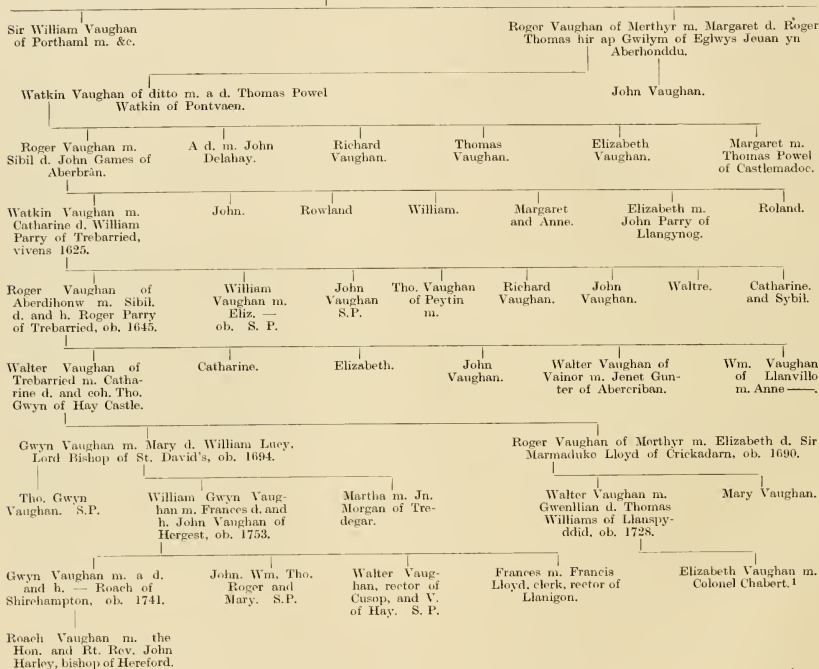 Sir William Vaughan
of Porthaml m. &c.
Roger Vaughan of Merthyr m. Margaret d. Roger
Thomas hir ap Gwilym of Eglwys Jeuan yn
Aberhonddu.
Watkin Vaughan of ditto m. a d. Thomas Powel
Watkin of Pontvaen.
John Vaughan.
Roger Vaughan m.
Sibil d. John Games of
Aberbrân.
A d. m. John
Delahay.
Richard
Vaughan.
Thomas
Vaughan.
Elizabeth
Vaughan.
Margaret m.
Thomas Powel
of Castlemadoc.
Watkin Vaughan m.
Catharine d. William
Parry of Trebarried,
vivens 1625.
John.
Rowland
William.
Margaret
and Anne.
Elizabeth m.
John Parry of
Llangynog.
Roland.
Roger Vaughan of
Aberdihonw m. Sibil.
d. and h. Roger Parry
of Trebarried, ob. 1645.
William
Vaughan m.
Eliz. —
ob. S. P.
John
Vaughan
S.P.
Tho. Vaughan
of Peytin
m.
Richard
Vaughan.
John
Vaughan.
Waltre.
Catharine.
and Sybil.
Walter Vaughan of
Trebarried m. Catha-
rine d. and coh. Tho.
Gwyn of Hay Castle.
Catharine.
Elizabeth.
John
Vaughan.
Walter Vaughan of
Vainor m. Jenet Gun-
ter of Abercriban.
Wm. Vaughan
of Llanvillo
m. Anne ——.
Gwyn Vaughan m. Mary d. William Lucy,
Lord Bishop of St. David's, ob. 1694.
Roger Vaughan of Merthyr m. Elizabeth d. Sir
Marmaduke Lloyd of Crickadarn, ob. 1690.
Tho. Gwyn
Vaughan. S.P.
William Gwyn Vaug-
han m. Frances d. and
h. John Vaughan of
Hergest, ob. 1753.
Martha m. Jn.
Morgan of Tre-
degar.
Walter Vaughan m.
Gwenllian d. Thomas
Williams of Llanspy-
ddid, ob. 1728.
Mary Vaughan.
Gwyn Vaughan m. a d.
and h. — Roach of
Shirehampton, ob. 1741.
John. Wm, Tho.
Roger and
Mary. S.P.
Walter Vaug-
han, rector of
Cusop, and V.
of Hay. S. P.
Frances m. Francis
Lloyd, clerk, rector of
Llanigon.
Elizabeth Vaughan m.
Colonel Chabert.¹
Roach Vaughan m. the
Hon. and Rt. Rev. John
Harley, bishop of Hereford.